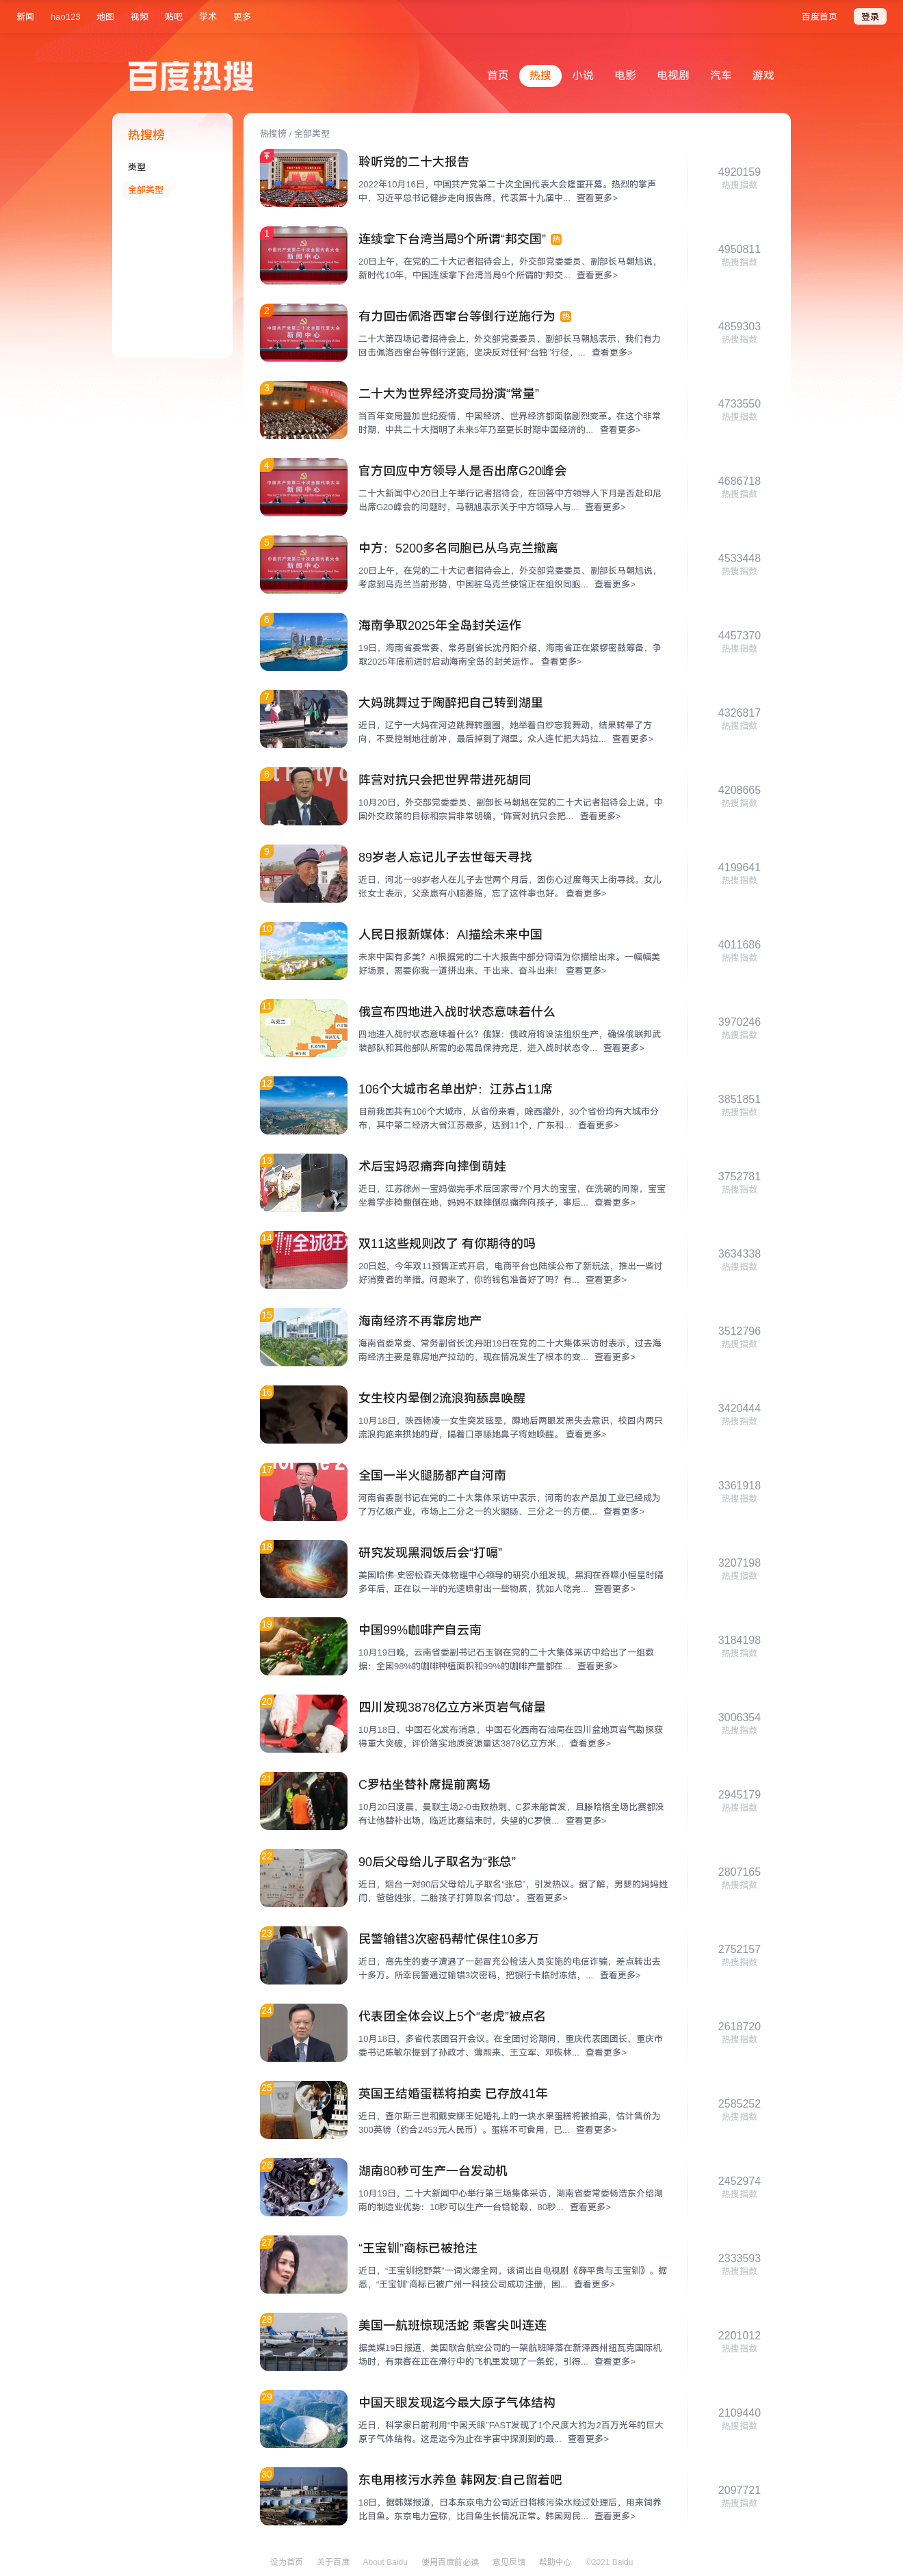 新闻 hao123 地图 视频 贴吧 学术 更多 百度首页 登录
百度热搜
首页 热搜 小说 电影 电视剧 汽车 游戏
热搜榜
类型
全部类型
热搜榜 / 全部类型
聆听党的二十大报告
2022年10月16日，中国共产党第二十次全国代表大会隆重开幕。热烈的掌声
中，习近平总书记健步走向报告席，代表第十九届中... 查看更多>
4920159
热搜指数
1
连续拿下台湾当局9个所谓“邦交国” 热
20日上午，在党的二十大记者招待会上，外交部党委委员、副部长马朝旭说，
新时代10年，中国连续拿下台湾当局9个所谓的“邦交... 查看更多>
4950811
热搜指数
2
有力回击佩洛西窜台等倒行逆施行为 热
二十大第四场记者招待会上，外交部党委委员、副部长马朝旭表示，我们有力
回击佩洛西窜台等倒行逆施，坚决反对任何“台独”行径，... 查看更多>
4859303
热搜指数
3
二十大为世界经济变局扮演“常量”
当百年变局叠加世纪疫情，中国经济、世界经济都面临剧烈变革。在这个非常
时期，中共二十大指明了未来5年乃至更长时期中国经济的... 查看更多>
4733550
热搜指数
4
官方回应中方领导人是否出席G20峰会
二十大新闻中心20日上午举行记者招待会，在回答中方领导人下月是否赴印尼
出席G20峰会的问题时，马朝旭表示关于中方领导人与... 查看更多>
4686718
热搜指数
5
中方：5200多名同胞已从乌克兰撤离
20日上午，在党的二十大记者招待会上，外交部党委委员、副部长马朝旭说，
考虑到乌克兰当前形势，中国驻乌克兰使馆正在组织同胞... 查看更多>
4533448
热搜指数
6
海南争取2025年全岛封关运作
19日，海南省委常委、常务副省长沈丹阳介绍，海南省正在紧锣密鼓筹备，争
取2025年底前适时启动海南全岛的封关运作。 查看更多>
4457370
热搜指数
7
大妈跳舞过于陶醉把自己转到湖里
近日，辽宁一大妈在河边跳舞转圈圈，她举着白纱忘我舞动，结果转晕了方
向，不受控制地往前冲，最后掉到了湖里。众人连忙把大妈拉... 查看更多>
4326817
热搜指数
8
阵营对抗只会把世界带进死胡同
10月20日，外交部党委委员、副部长马朝旭在党的二十大记者招待会上说，中
国外交政策的目标和宗旨非常明确，“阵营对抗只会把... 查看更多>
4208665
热搜指数
9
89岁老人忘记儿子去世每天寻找
近日，河北一89岁老人在儿子去世两个月后，因伤心过度每天上街寻找。女儿
张女士表示，父亲患有小脑萎缩，忘了这件事也好。 查看更多>
4199641
热搜指数
10
人民日报新媒体：AI描绘未来中国
未来中国有多美？AI根据党的二十大报告中部分词语为你描绘出来。一幅幅美
好场景，需要你我一道拼出来、干出来、奋斗出来！ 查看更多>
4011686
热搜指数
11
俄宣布四地进入战时状态意味着什么
四地进入战时状态意味着什么？俄媒：俄政府将设法组织生产，确保俄联邦武
装部队和其他部队所需的必需品保持充足，进入战时状态令... 查看更多>
3970246
热搜指数
12
106个大城市名单出炉：江苏占11席
目前我国共有106个大城市，从省份来看，除西藏外，30个省份均有大城市分
布，其中第二经济大省江苏最多，达到11个，广东和... 查看更多>
3851851
热搜指数
13
术后宝妈忍痛奔向摔倒萌娃
近日，江苏徐州一宝妈做完手术后回家带7个月大的宝宝，在洗碗的间隙，宝宝
坐着学步椅翻倒在地，妈妈不顾摔倒忍痛奔向孩子，事后... 查看更多>
3752781
热搜指数
14
双11这些规则改了 有你期待的吗
20日起，今年双11预售正式开启，电商平台也陆续公布了新玩法，推出一些讨
好消费者的举措。问题来了，你的钱包准备好了吗？有... 查看更多>
3634338
热搜指数
15
海南经济不再靠房地产
海南省委常委、常务副省长沈丹阳19日在党的二十大集体采访时表示，过去海
南经济主要是靠房地产拉动的，现在情况发生了根本的变... 查看更多>
3512796
热搜指数
16
女生校内晕倒2流浪狗舔鼻唤醒
10月18日，陕西杨凌一女生突发眩晕，蹲地后两眼发黑失去意识，校园内两只
流浪狗跑来拱她的背，隔着口罩舔她鼻子将她唤醒。 查看更多>
3420444
热搜指数
17
全国一半火腿肠都产自河南
河南省委副书记在党的二十大集体采访中表示，河南的农产品加工业已经成为
了万亿级产业，市场上二分之一的火腿肠、三分之一的方便... 查看更多>
3361918
热搜指数
18
研究发现黑洞饭后会“打嗝”
美国哈佛-史密松森天体物理中心领导的研究小组发现，黑洞在吞噬小恒星时隔
多年后，正在以一半的光速喷射出一些物质，犹如人吃完... 查看更多>
3207198
热搜指数
19
中国99%咖啡产自云南
10月19日晚，云南省委副书记石玉钢在党的二十大集体采访中给出了一组数
据：全国98%的咖啡种植面积和99%的咖啡产量都在... 查看更多>
3184198
热搜指数
20
四川发现3878亿立方米页岩气储量
10月18日，中国石化发布消息，中国石化西南石油局在四川盆地页岩气勘探获
得重大突破，评价落实地质资源量达3878亿立方米... 查看更多>
3006354
热搜指数
21
C罗枯坐替补席提前离场
10月20日凌晨，曼联主场2-0击败热刺，C罗未能首发，且滕哈格全场比赛都没
有让他替补出场，临近比赛结束时，失望的C罗愤... 查看更多>
2945179
热搜指数
22
90后父母给儿子取名为“张总”
近日，烟台一对90后父母给儿子取名“张总”，引发热议。据了解，男婴的妈妈姓
闫，爸爸姓张，二胎孩子打算取名“闫总”。 查看更多>
2807165
热搜指数
23
民警输错3次密码帮忙保住10多万
近日，高先生的妻子遭遇了一起冒充公检法人员实施的电信诈骗，差点转出去
十多万。所幸民警通过输错3次密码，把银行卡临时冻结，... 查看更多>
2752157
热搜指数
24
代表团全体会议上5个“老虎”被点名
10月18日，多省代表团召开会议。在全团讨论期间，重庆代表团团长、重庆市
委书记陈敏尔提到了孙政才、薄熙来、王立军、邓恢林... 查看更多>
2618720
热搜指数
25
英国王结婚蛋糕将拍卖 已存放41年
近日，查尔斯三世和戴安娜王妃婚礼上的一块水果蛋糕将被拍卖，估计售价为
300英镑（约合2453元人民币）。蛋糕不可食用，已... 查看更多>
2585252
热搜指数
26
湖南80秒可生产一台发动机
10月19日，二十大新闻中心举行第三场集体采访，湖南省委常委杨浩东介绍湖
南的制造业优势：10秒可以生产一台铝轮毂，80秒... 查看更多>
2452974
热搜指数
27
“王宝钏”商标已被抢注
近日，“王宝钏挖野菜”一词火爆全网，该词出自电视剧《薛平贵与王宝钏》。据
悉，“王宝钏”商标已被广州一科技公司成功注册，国... 查看更多>
2333593
热搜指数
28
美国一航班惊现活蛇 乘客尖叫连连
据美媒19日报道，美国联合航空公司的一架航班降落在新泽西州纽瓦克国际机
场时，有乘客在正在滑行中的飞机里发现了一条蛇，引得... 查看更多>
2201012
热搜指数
29
中国天眼发现迄今最大原子气体结构
近日，科学家日前利用“中国天眼”FAST发现了1个尺度大约为2百万光年的巨大
原子气体结构。这是迄今为止在宇宙中探测到的最... 查看更多>
2109440
热搜指数
30
东电用核污水养鱼 韩网友:自己留着吧
18日，据韩媒报道，日本东京电力公司近日将核污染水经过处理后，用来饲养
比目鱼。东京电力宣称，比目鱼生长情况正常。韩国网民... 查看更多>
2097721
热搜指数
设为首页 关于百度 About Baidu 使用百度前必读 意见反馈 帮助中心 ©2021 Baidu